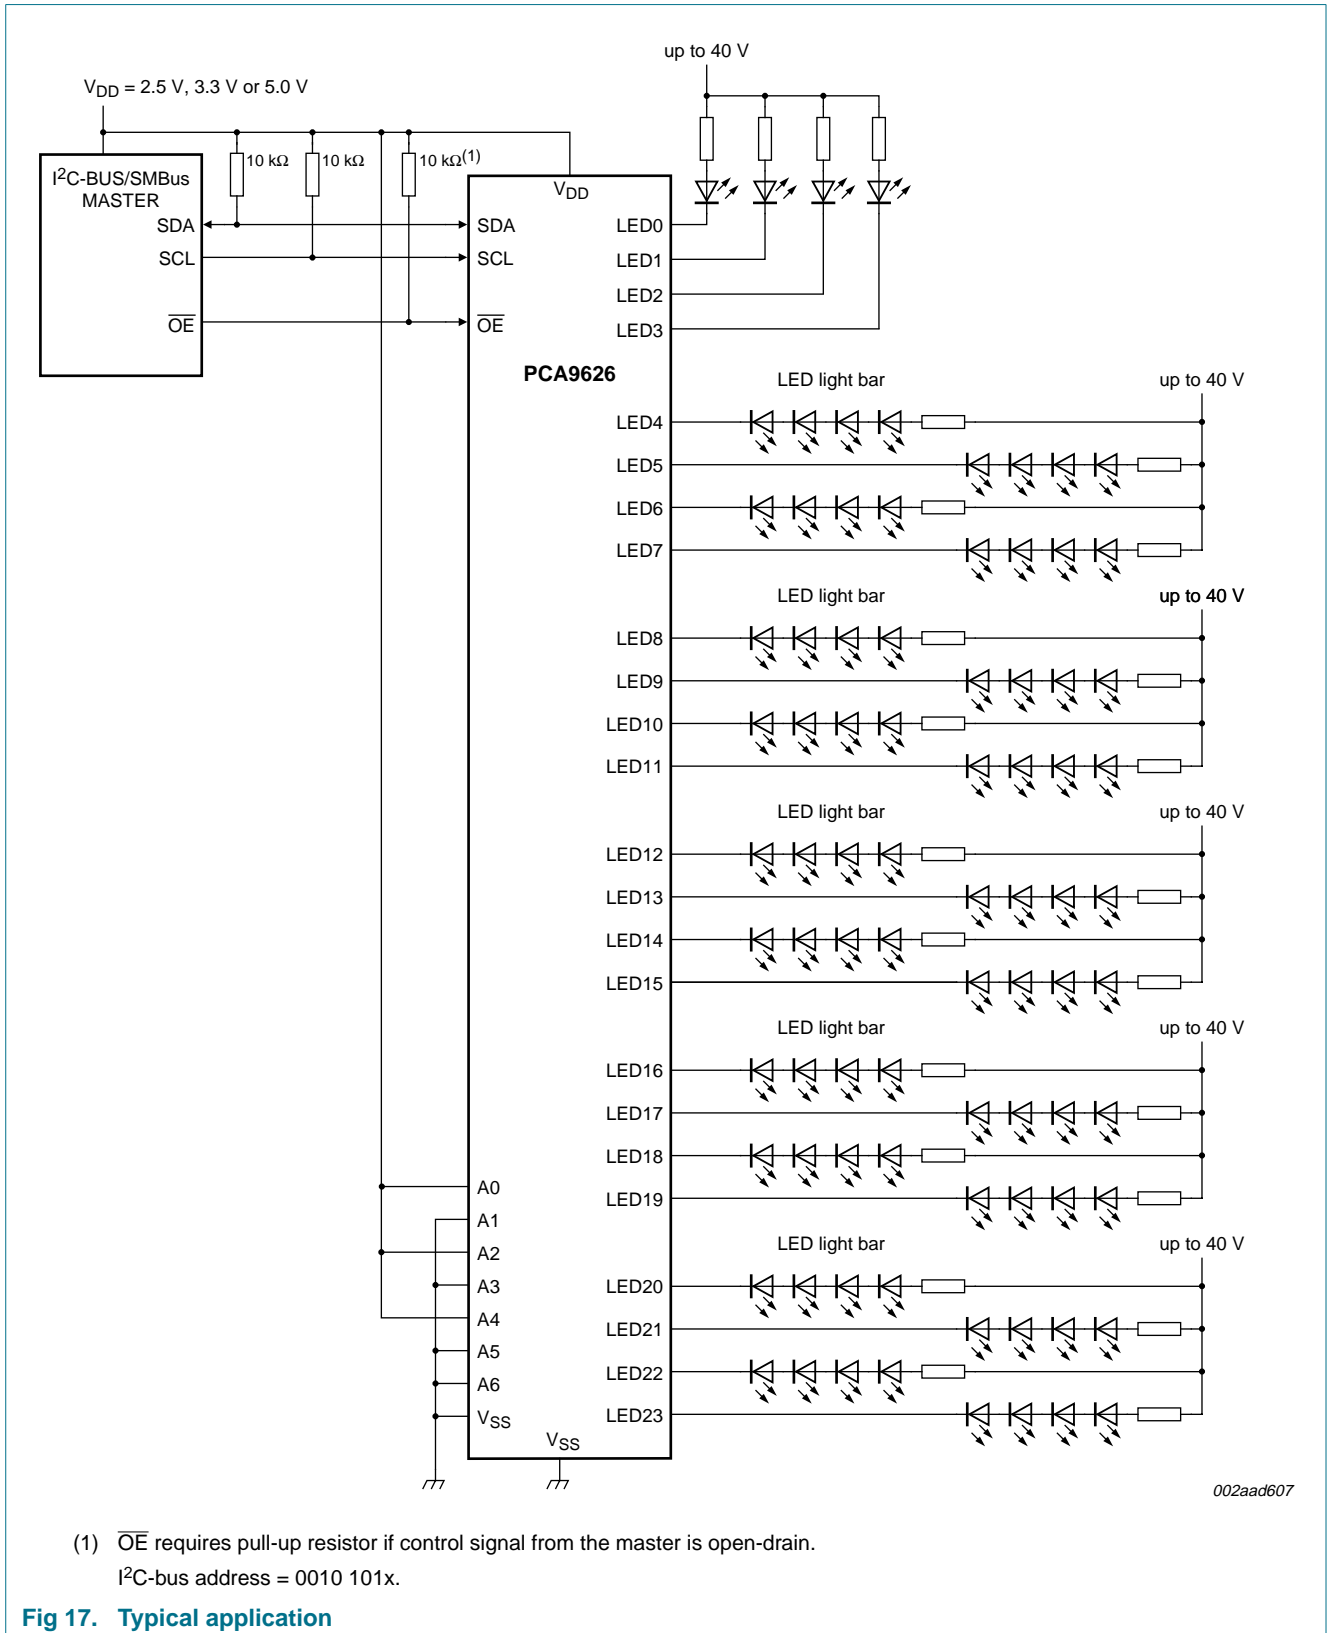 up to 40 V
VDD = 2.5 V, 3.3 V or 5.0 V
10 kΩ
10 kΩ
10 kΩ(1)
I2C-BUS/SMBus
MASTER
SDA
SCL
OE
VDD
SDA
SCL
OE
PCA9626
LED0
LED1
LED2
LED3
LED light bar
up to 40 V
LED4
LED5
LED6
LED7
LED light bar
up to 40 V
LED8
LED9
LED10
LED11
LED light bar
up to 40 V
LED12
LED13
LED14
LED15
LED light bar
up to 40 V
LED16
LED17
LED18
LED19
LED light bar
up to 40 V
LED20
LED21
LED22
LED23
A0
A1
A2
A3
A4
A5
A6
VSS
VSS
002aad607
(1) OE requires pull-up resistor if control signal from the master is open-drain.
I2C-bus address = 0010 101x.
Fig 17. Typical application